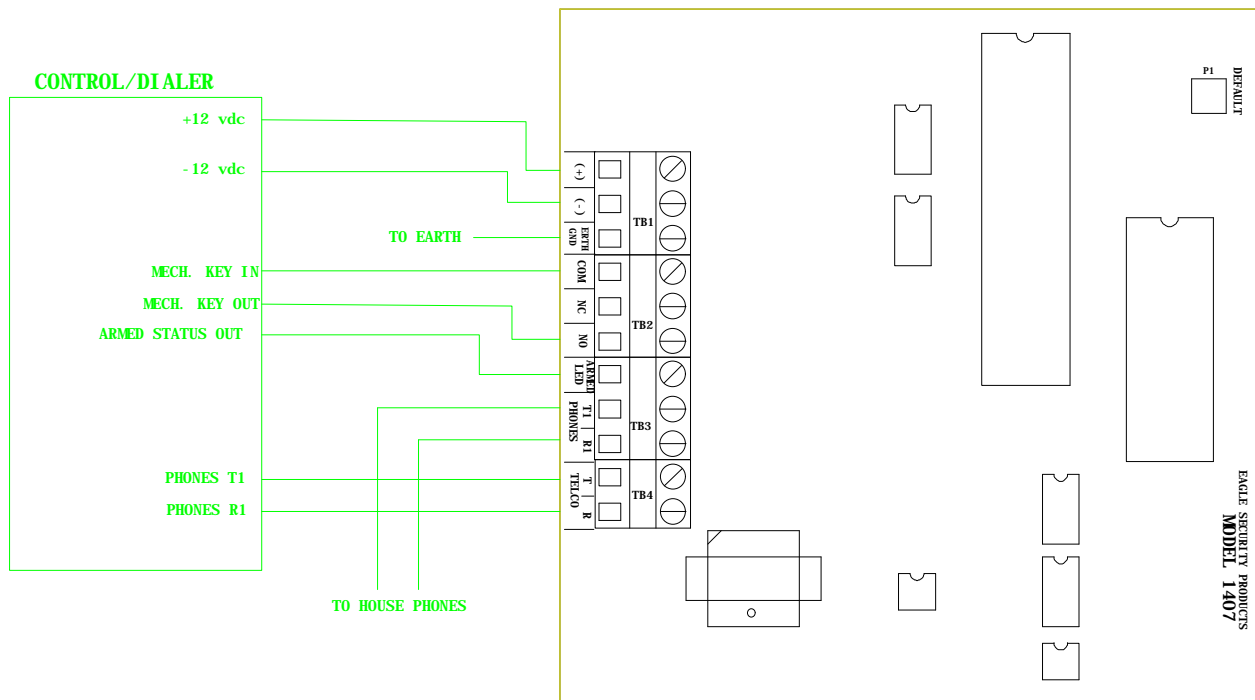 CONTROL/DIALER
+12 vdc
-12 vdc
TO EARTH
MECH. KEY IN
MECH. KEY OUT
ARMED STATUS OUT
PHONES T1
PHONES R1
TO HOUSE PHONES
(+)
(-)
ERTH
GND
COM
NC
NO
ARMED
LED
T1
R1
PHONES
T
R
TELCO
TB1
TB2
TB3
TB4
P1
DEFAULT
EAGLE SECURITY PRODUCTS
MODEL 1407